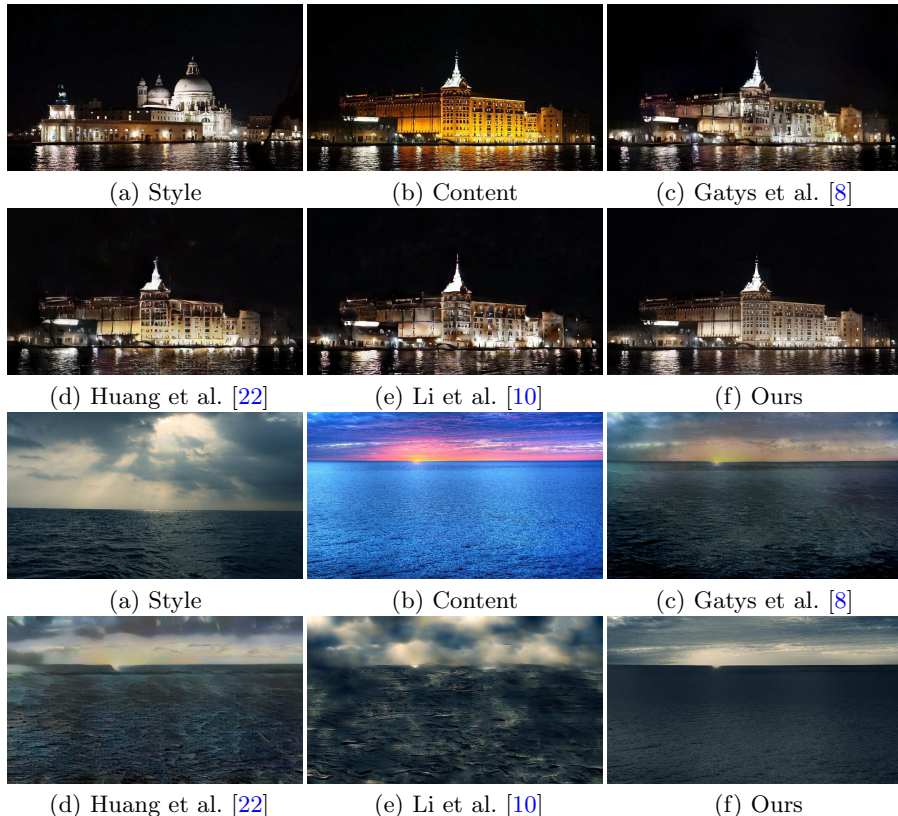 (a) Style (b) Content (c) Gatys et al. [8]
(d) Huang et al. [22] (e) Li et al. [10] (f) Ours
(a) Style (b) Content (c) Gatys et al. [8]
(d) Huang et al. [22] (e) Li et al. [10] (f) Ours